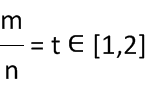 m
n
= t ∈ [1,2]